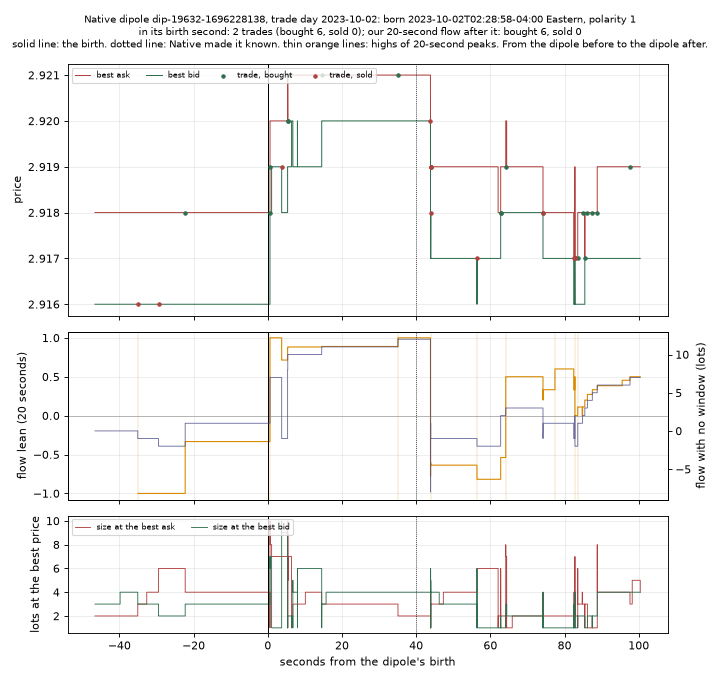 Native dipole dip-19632-1696228138, trade day 2023-10-02: born 2023-10-02T02:28:58-04:00 Eastern, polarity 1
in its birth second: 2 trades (bought 6, sold 0); our 20-second flow after it: bought 6, sold 0
solid line: the birth. dotted line: Native made it known. thin orange lines: highs of 20-second peaks. From the dipole before to the dipole after.
best ask best bid trade, bought trade, sold
2.921
2.920
2.919
2.918
2.917
2.916
price
1.0
0.5
0.0
−0.5
−1.0
flow lean (20 seconds)
10
5
0
−5
flow with no window (lots)
size at the best ask size at the best bid
10
8
6
4
2
lots at the best price
−40 −20 0 20 40 60 80 100
seconds from the dipole's birth